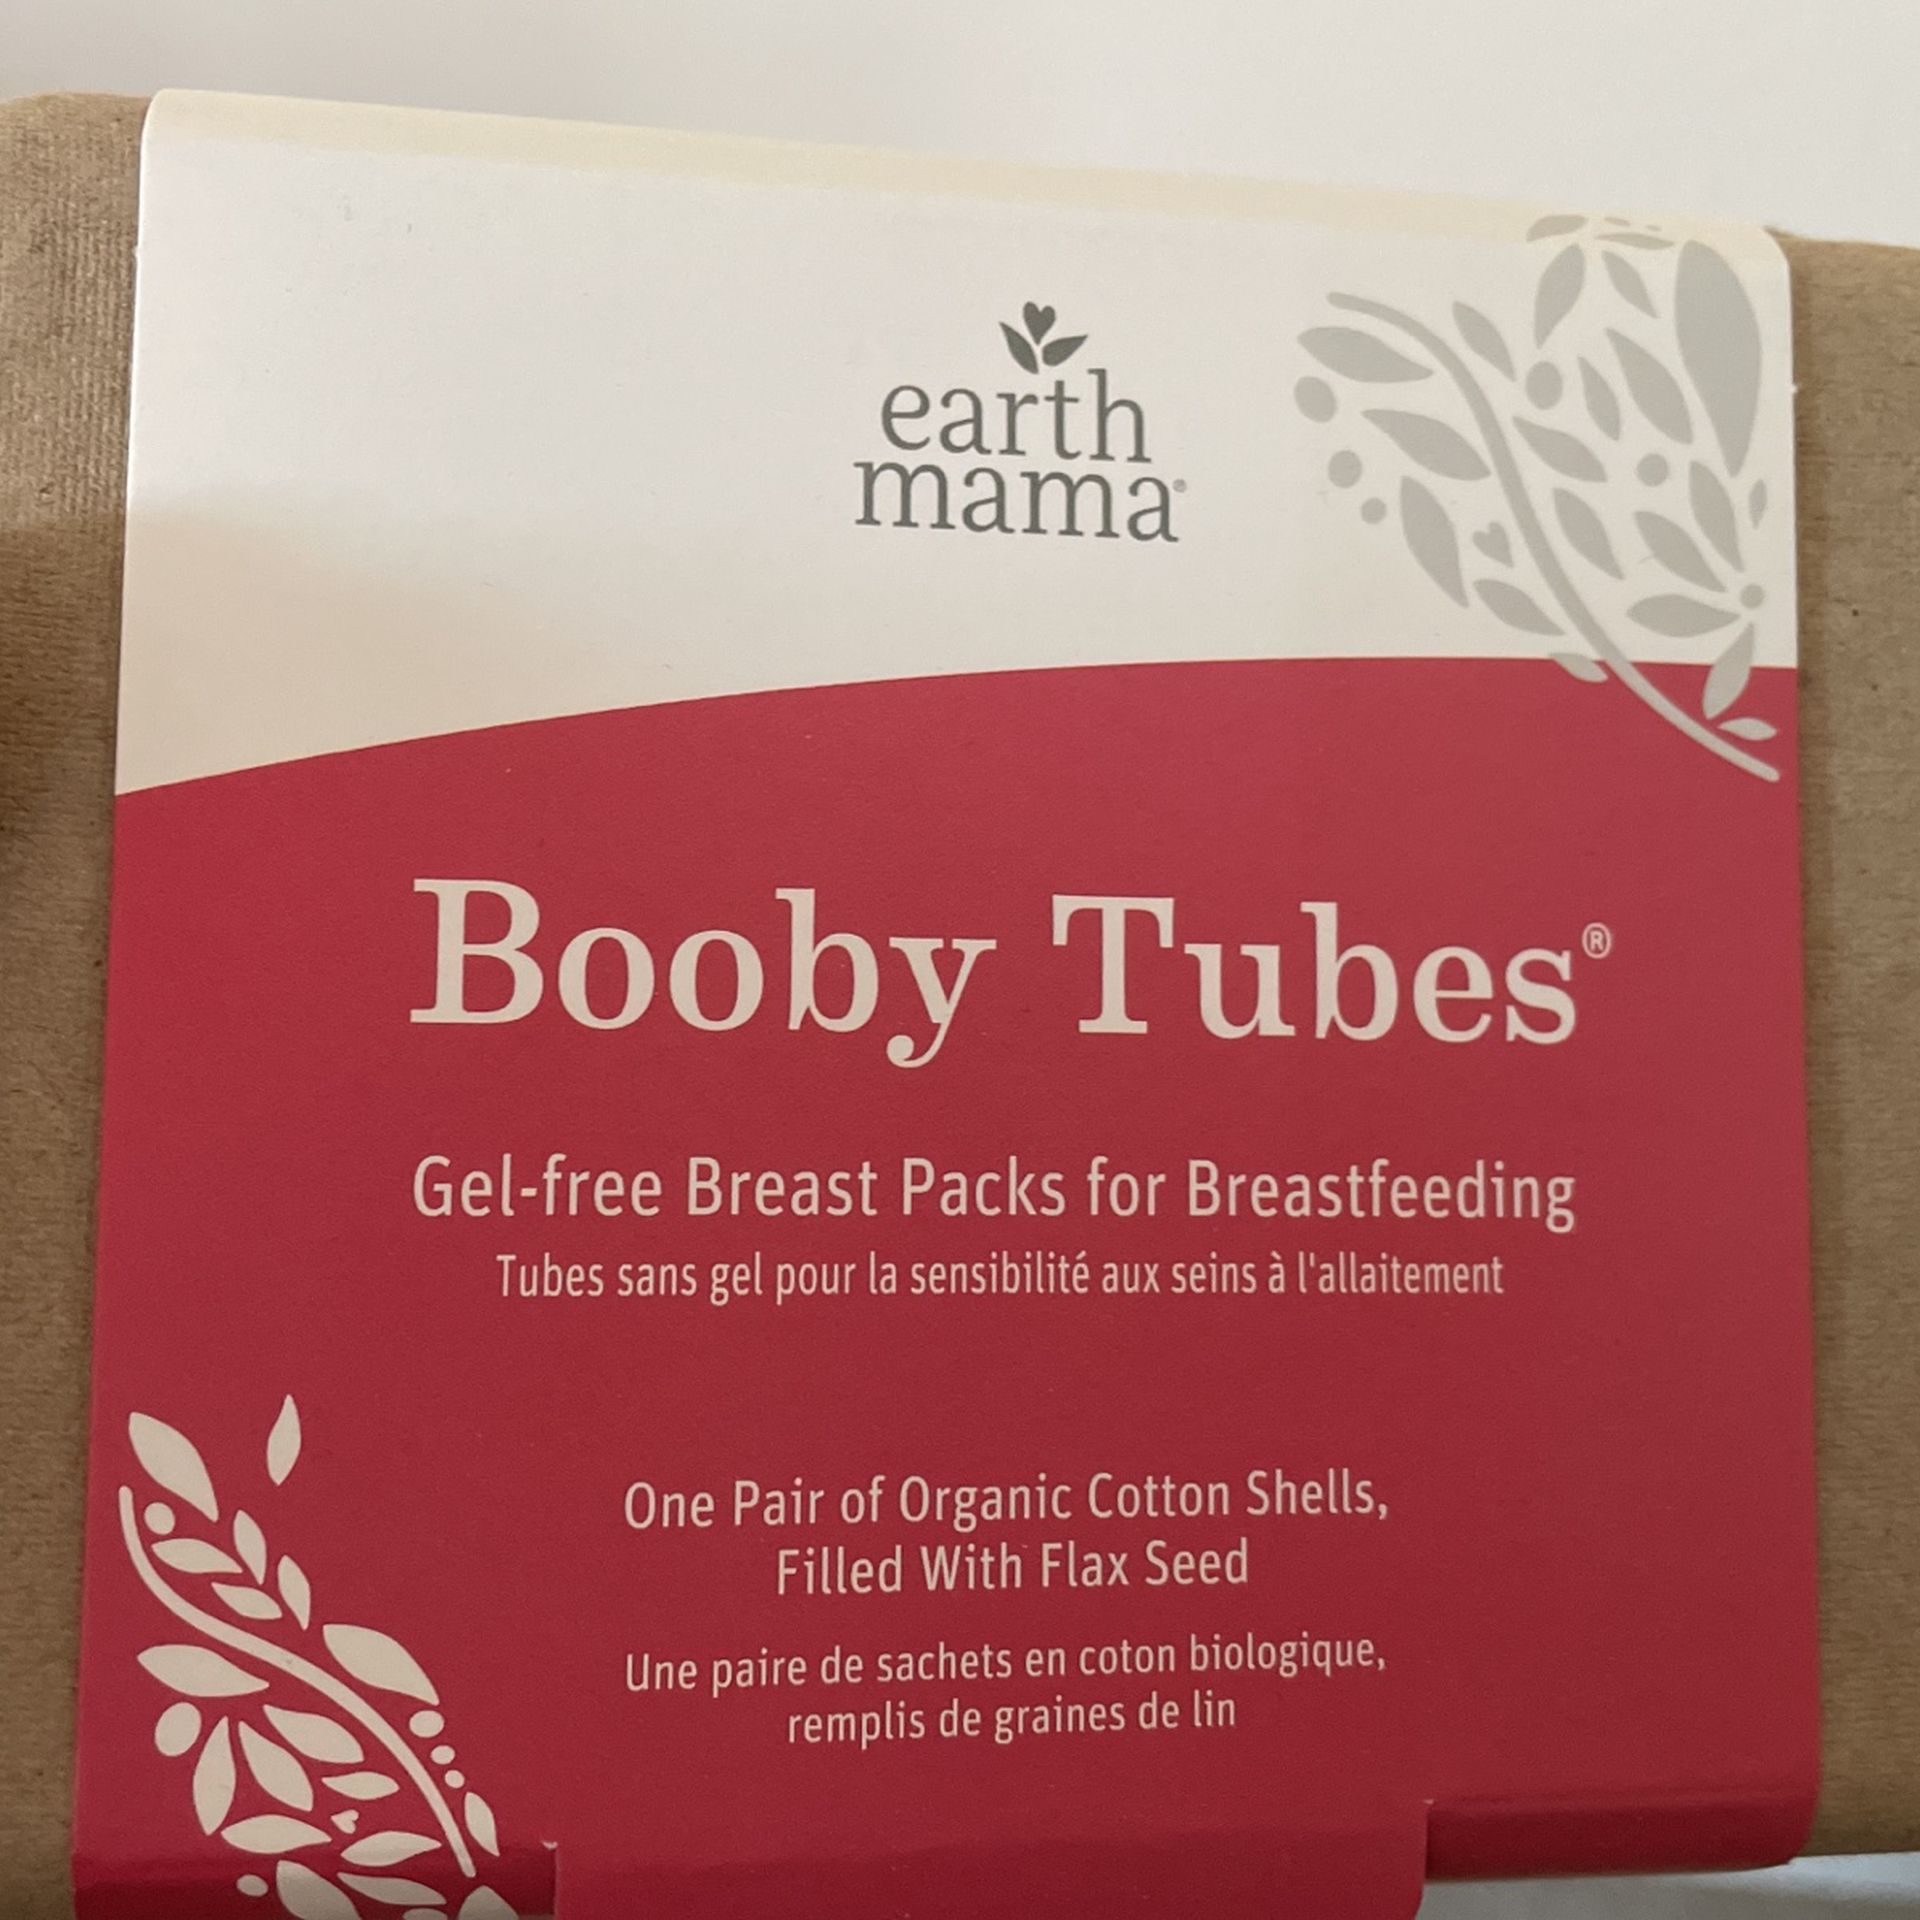 earth
mama®
Booby Tubes®
Gel-free Breast Packs for Breastfeeding
Tubes sans gel pour la sensibilité aux seins à l'allaitement
One Pair of Organic Cotton Shells,
Filled With Flax Seed
Une paire de sachets en coton biologique,
remplis de graines de lin